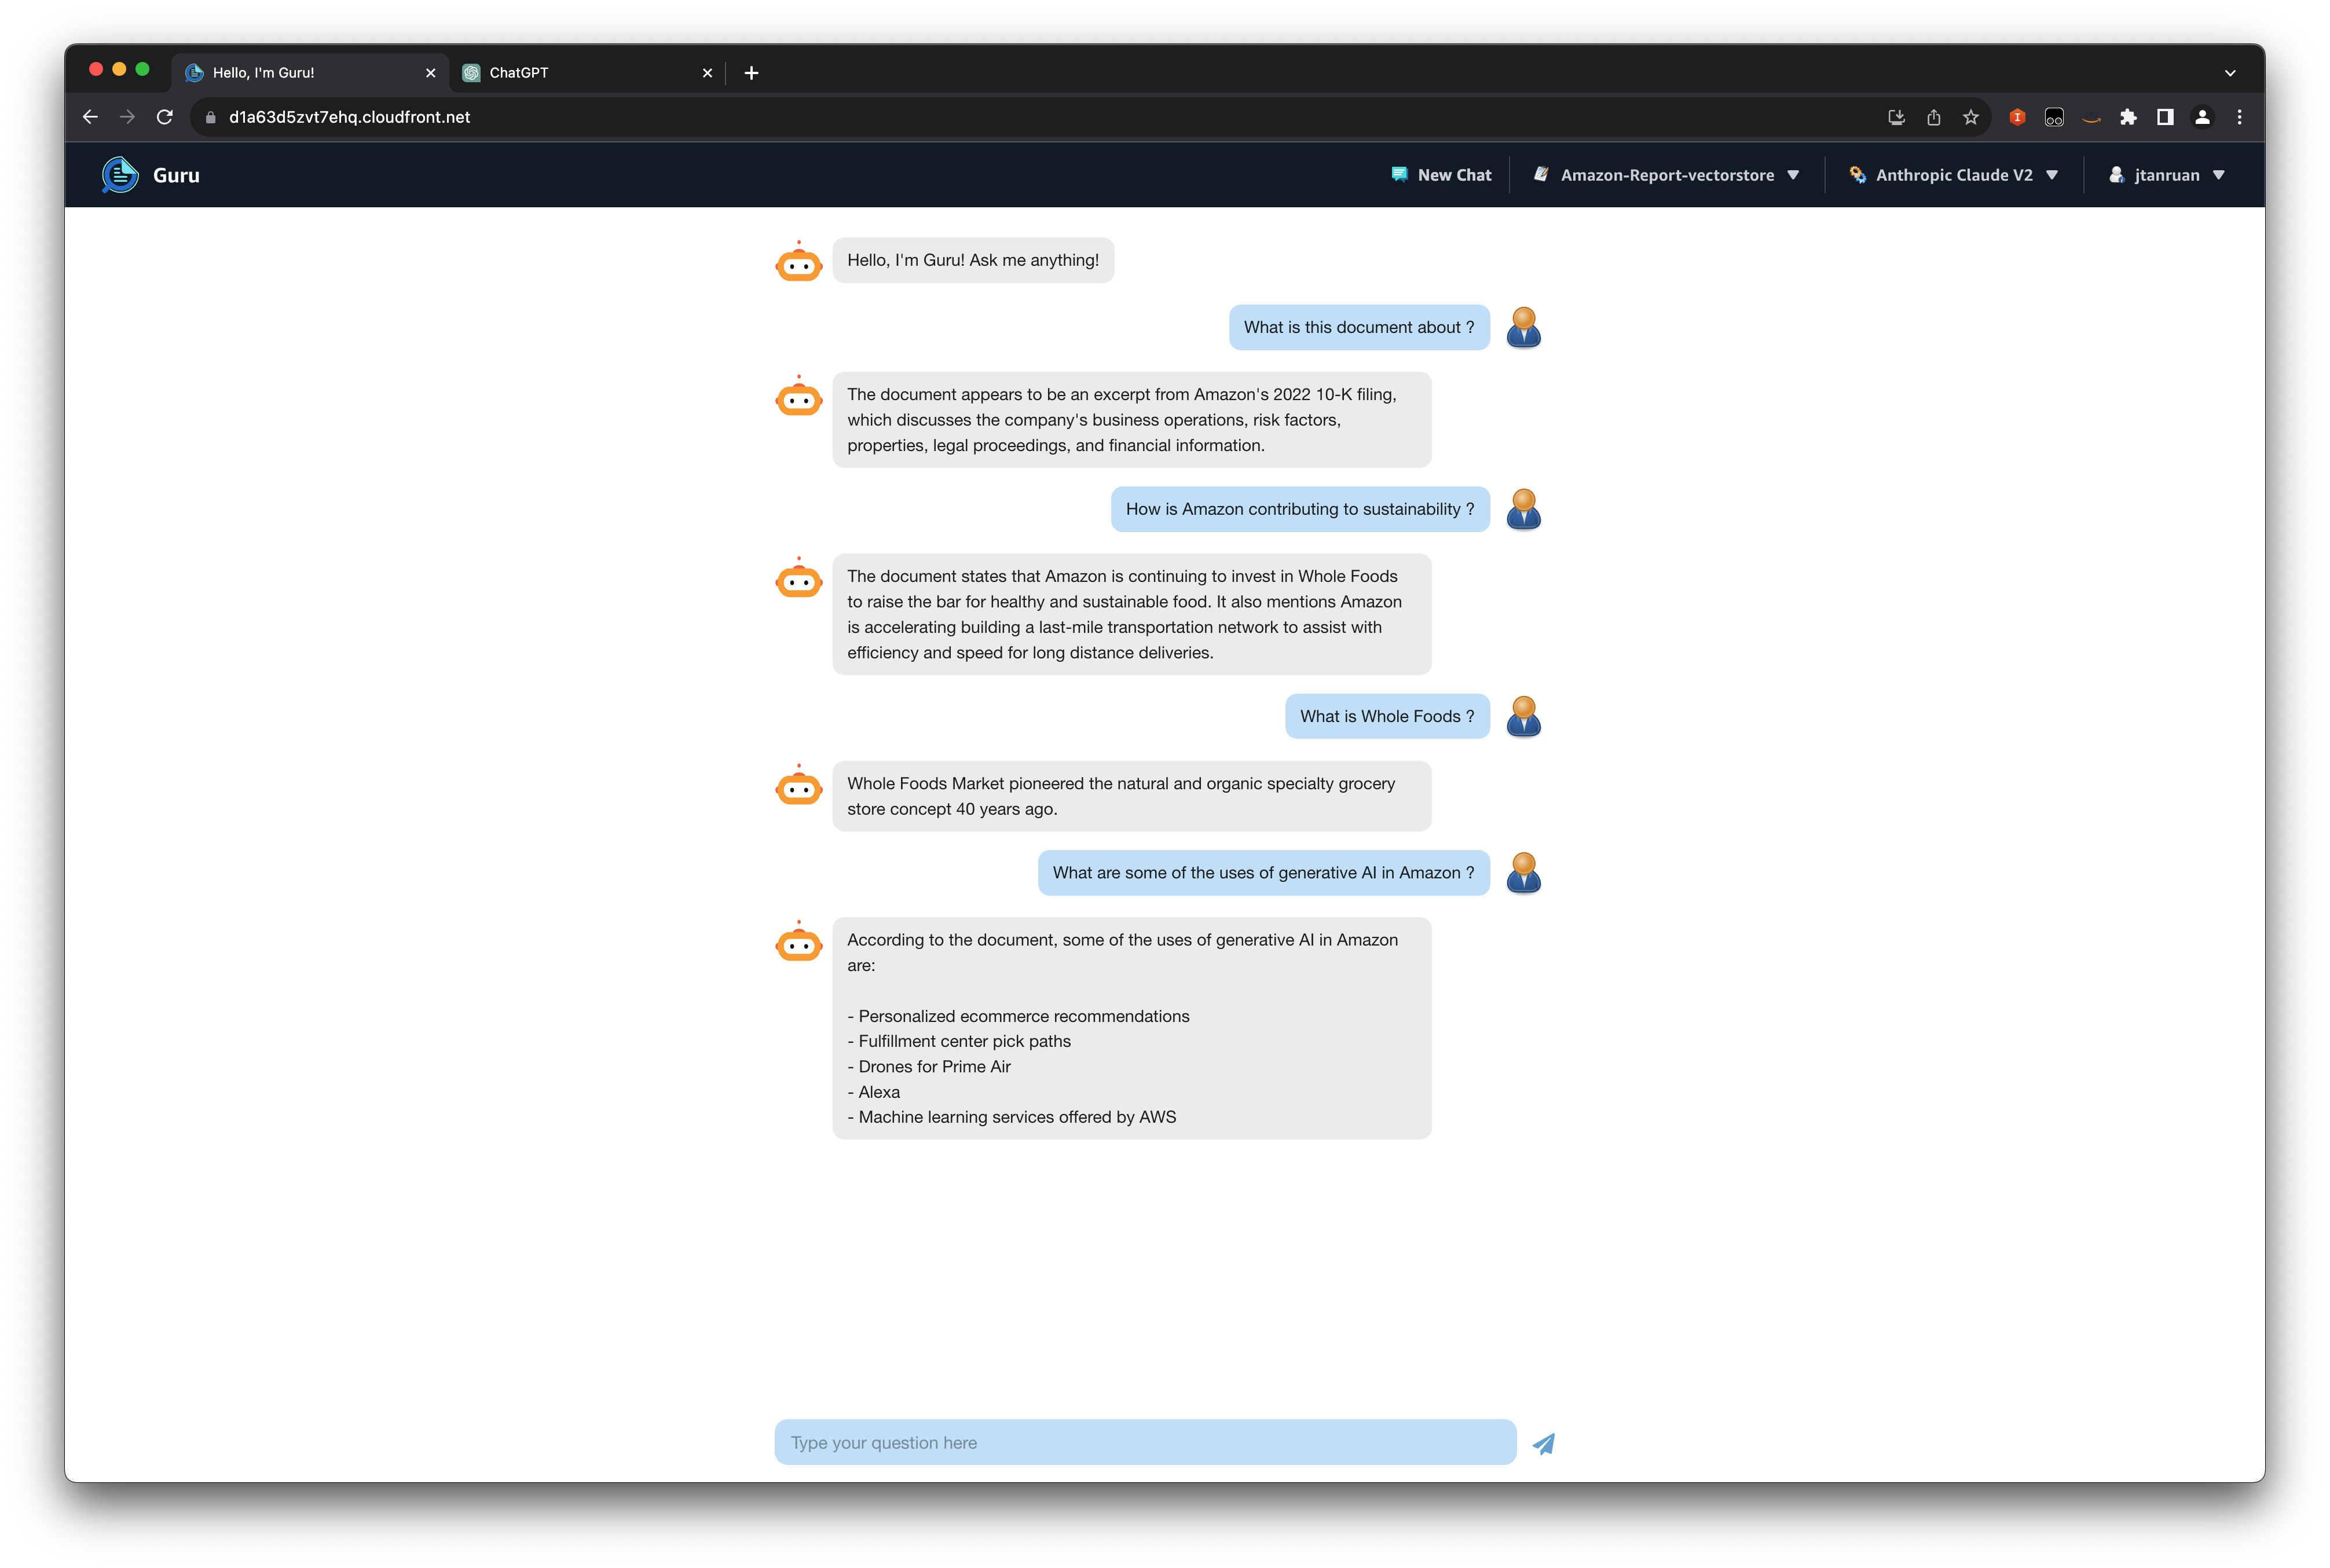 Hello, I'm Guru!
ChatGPT
d1a63d5zvt7ehq.cloudfront.net
Guru
New Chat
Amazon-Report-vectorstore
Anthropic Claude V2
jtanruan
Hello, I'm Guru! Ask me anything!
What is this document about ?
The document appears to be an excerpt from Amazon's 2022 10-K filing,
which discusses the company's business operations, risk factors,
properties, legal proceedings, and financial information.
How is Amazon contributing to sustainability ?
The document states that Amazon is continuing to invest in Whole Foods
to raise the bar for healthy and sustainable food. It also mentions Amazon
is accelerating building a last-mile transportation network to assist with
efficiency and speed for long distance deliveries.
What is Whole Foods ?
Whole Foods Market pioneered the natural and organic specialty grocery
store concept 40 years ago.
What are some of the uses of generative AI in Amazon ?
According to the document, some of the uses of generative AI in Amazon
are:
- Personalized ecommerce recommendations
- Fulfillment center pick paths
- Drones for Prime Air
- Alexa
- Machine learning services offered by AWS
Type your question here